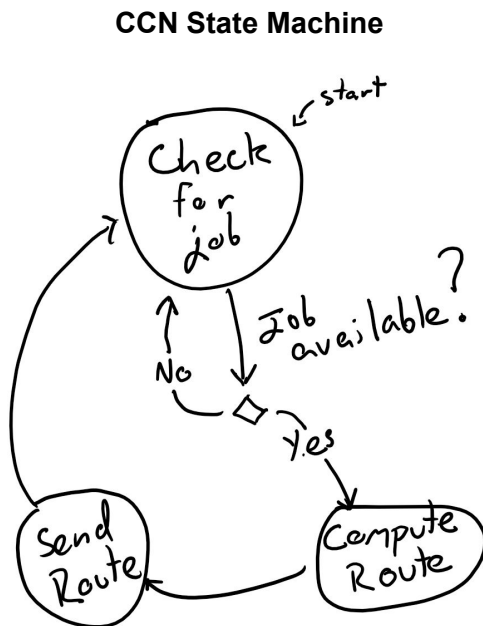 CCN State Machine
start
Check
for
job
Job
available?
No
Yes
Send
Route
Compute
Route